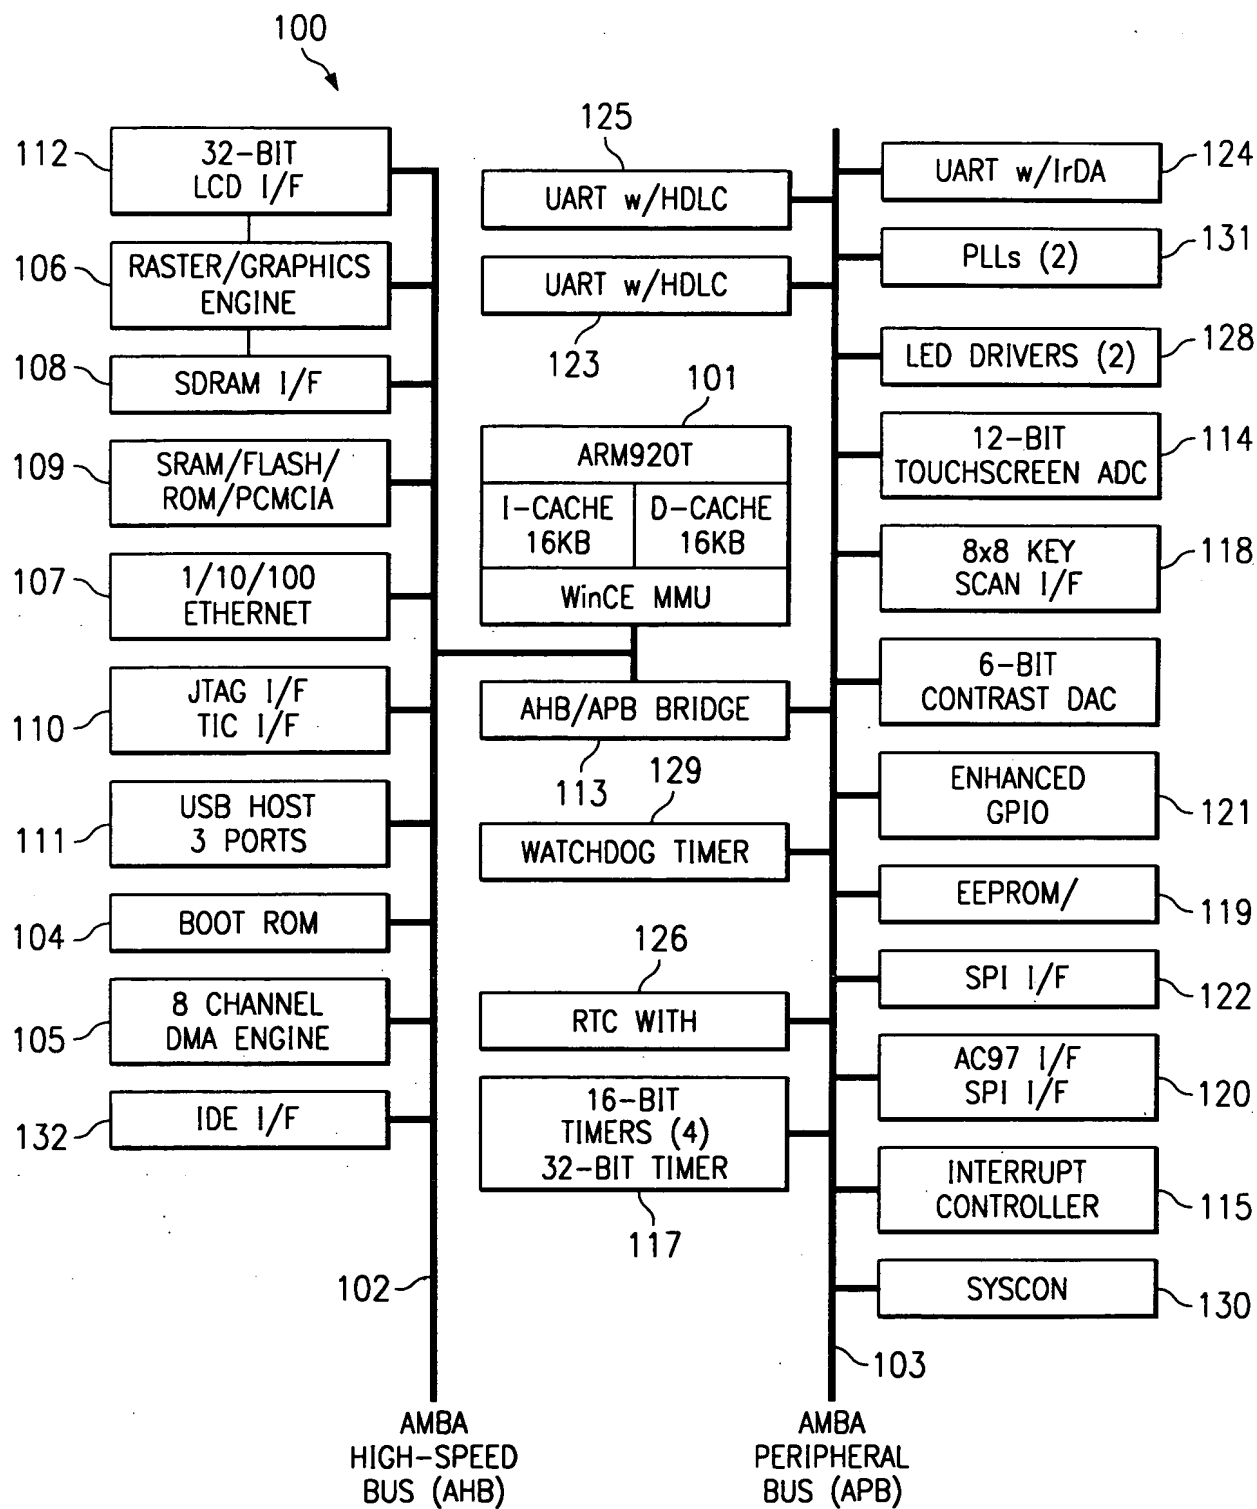 100
112
32-BIT
LCD I/F
106
RASTER/GRAPHICS
ENGINE
108
SDRAM I/F
109
SRAM/FLASH/
ROM/PCMCIA
107
1/10/100
ETHERNET
110
JTAG I/F
TIC I/F
111
USB HOST
3 PORTS
104
BOOT ROM
105
8 CHANNEL
DMA ENGINE
132
IDE I/F
102
AMBA
HIGH-SPEED
BUS (AHB)
125
UART w/HDLC
UART w/HDLC
123
101
ARM920T
I-CACHE
16KB
D-CACHE
16KB
WinCE MMU
AHB/APB BRIDGE
113
129
WATCHDOG TIMER
126
RTC WITH
16-BIT
TIMERS (4)
32-BIT TIMER
117
UART w/IrDA
124
PLLs (2)
131
LED DRIVERS (2)
128
12-BIT
TOUCHSCREEN ADC
114
8x8 KEY
SCAN I/F
118
6-BIT
CONTRAST DAC
ENHANCED
GPIO
121
EEPROM/
119
SPI I/F
122
AC97 I/F
SPI I/F
120
INTERRUPT
CONTROLLER
115
SYSCON
130
103
AMBA
PERIPHERAL
BUS (APB)